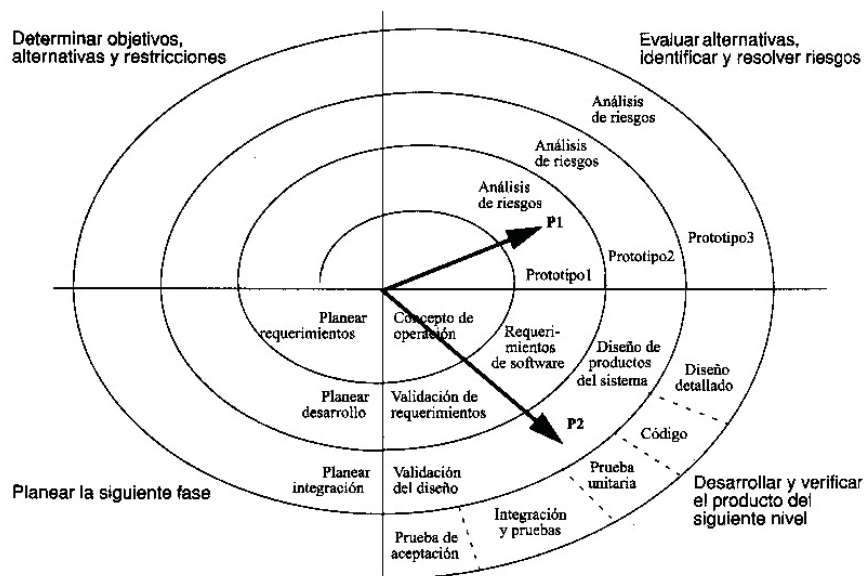 Determinar objetivos,
alternativas y restricciones
Evaluar alternativas,
identificar y resolver riesgos
Análisis
de riesgos
Análisis
de riesgos
Análisis
de riesgos
P1
Prototipo1
Prototipo2
Prototipo3
Planear
requerimientos
Concepto de
operación
Requeri-
mientos
de software
Diseño de
productos
del sistema
Diseño
detallado
Planear
desarrollo
Validación de
requerimientos
P2
Código
Planear
integración
Validación
del diseño
Prueba
unitaria
Planear la siguiente fase
Desarrollar y verificar
el producto del
siguiente nivel
Integración
y pruebas
Prueba de
aceptación